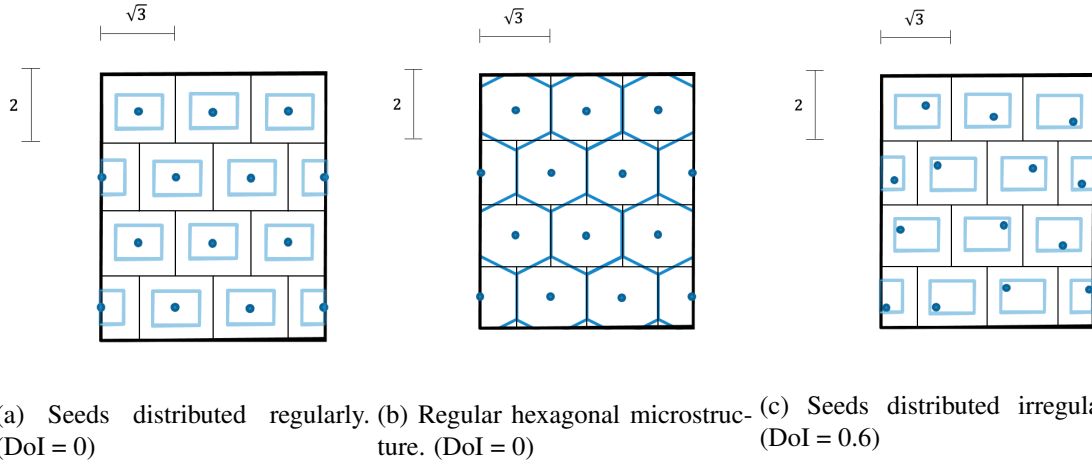 √3
√3
√3
2
2
2
(a) Seeds distributed regularly.
(DoI = 0)
(b) Regular hexagonal microstruc-
ture. (DoI = 0)
(c) Seeds distributed
(DoI = 0.6)